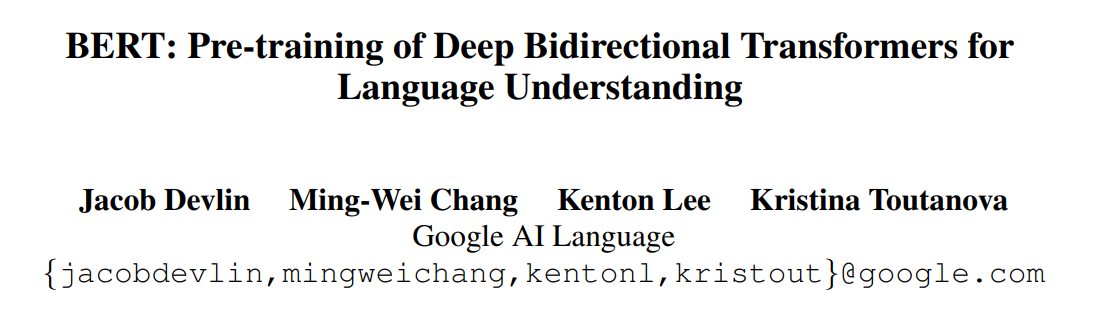 BERT: Pre-training of Deep Bidirectional Transformers for
Language Understanding
Jacob Devlin Ming-Wei Chang Kenton Lee Kristina Toutanova
Google AI Language
{jacobdevlin,mingweichang,kentonl,kristout}@google.com